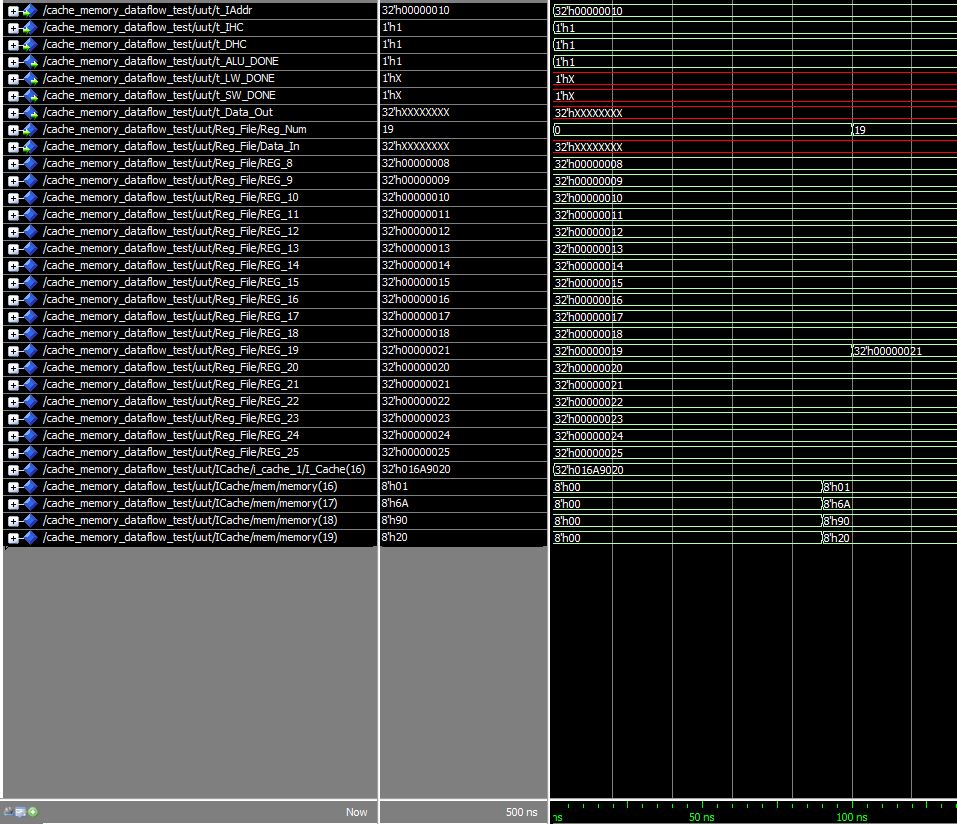 /cache_memory_dataflow_test/uut/t_IAddr 32'h00000010 32'h00000010
/cache_memory_dataflow_test/uut/t_IHC 1'h1 1'h1
/cache_memory_dataflow_test/uut/t_DHC 1'h1 1'h1
/cache_memory_dataflow_test/uut/t_ALU_DONE 1'h1 1'h1
/cache_memory_dataflow_test/uut/t_LW_DONE 1'hX 1'hX
/cache_memory_dataflow_test/uut/t_SW_DONE 1'hX 1'hX
/cache_memory_dataflow_test/uut/t_Data_Out 32'hXXXXXXXX 32'hXXXXXXXX
/cache_memory_dataflow_test/uut/Reg_File/Reg_Num 19 0 19
/cache_memory_dataflow_test/uut/Reg_File/Data_In 32'hXXXXXXXX 32'hXXXXXXXX
/cache_memory_dataflow_test/uut/Reg_File/REG_8 32'h00000008 32'h00000008
/cache_memory_dataflow_test/uut/Reg_File/REG_9 32'h00000009 32'h00000009
/cache_memory_dataflow_test/uut/Reg_File/REG_10 32'h00000010 32'h00000010
/cache_memory_dataflow_test/uut/Reg_File/REG_11 32'h00000011 32'h00000011
/cache_memory_dataflow_test/uut/Reg_File/REG_12 32'h00000012 32'h00000012
/cache_memory_dataflow_test/uut/Reg_File/REG_13 32'h00000013 32'h00000013
/cache_memory_dataflow_test/uut/Reg_File/REG_14 32'h00000014 32'h00000014
/cache_memory_dataflow_test/uut/Reg_File/REG_15 32'h00000015 32'h00000015
/cache_memory_dataflow_test/uut/Reg_File/REG_16 32'h00000016 32'h00000016
/cache_memory_dataflow_test/uut/Reg_File/REG_17 32'h00000017 32'h00000017
/cache_memory_dataflow_test/uut/Reg_File/REG_18 32'h00000018 32'h00000018
/cache_memory_dataflow_test/uut/Reg_File/REG_19 32'h00000021 32'h00000019 32'h00000021
/cache_memory_dataflow_test/uut/Reg_File/REG_20 32'h00000020 32'h00000020
/cache_memory_dataflow_test/uut/Reg_File/REG_21 32'h00000021 32'h00000021
/cache_memory_dataflow_test/uut/Reg_File/REG_22 32'h00000022 32'h00000022
/cache_memory_dataflow_test/uut/Reg_File/REG_23 32'h00000023 32'h00000023
/cache_memory_dataflow_test/uut/Reg_File/REG_24 32'h00000024 32'h00000024
/cache_memory_dataflow_test/uut/Reg_File/REG_25 32'h00000025 32'h00000025
/cache_memory_dataflow_test/uut/ICache/i_cache_1/I_Cache(16) 32'h016A9020 32'h016A9020
/cache_memory_dataflow_test/uut/ICache/mem/memory(16) 8'h01 8'h00 8'h01
/cache_memory_dataflow_test/uut/ICache/mem/memory(17) 8'h6A 8'h00 8'h6A
/cache_memory_dataflow_test/uut/ICache/mem/memory(18) 8'h90 8'h00 8'h90
/cache_memory_dataflow_test/uut/ICache/mem/memory(19) 8'h20 8'h00 8'h20
Now 500 ns ns 50 ns 100 ns